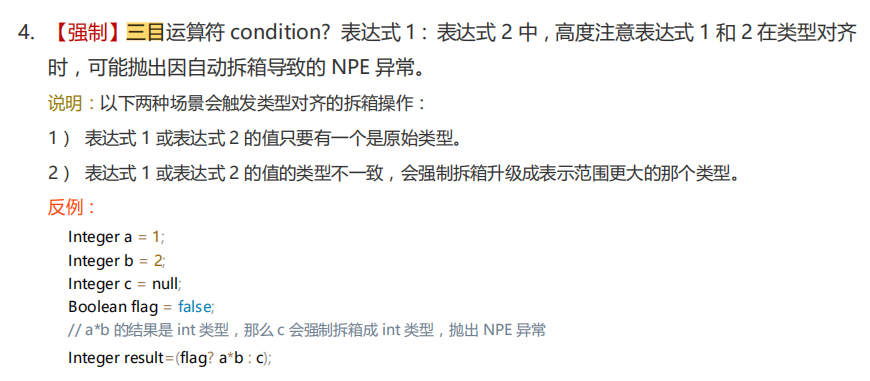 4. 【强制】三目运算符 condition? 表达式 1 : 表达式 2 中，高度注意表达式 1 和 2 在类型对齐
时，可能抛出因自动拆箱导致的 NPE 异常。
说明：以下两种场景会触发类型对齐的拆箱操作：
1） 表达式 1 或表达式 2 的值只要有一个是原始类型。
2） 表达式 1 或表达式 2 的值的类型不一致，会强制拆箱升级成表示范围更大的那个类型。
反例：
Integer a = 1;
Integer b = 2;
Integer c = null;
Boolean flag = false;
// a*b 的结果是 int 类型，那么 c 会强制拆箱成 int 类型，抛出 NPE 异常
Integer result=(flag? a*b : c);